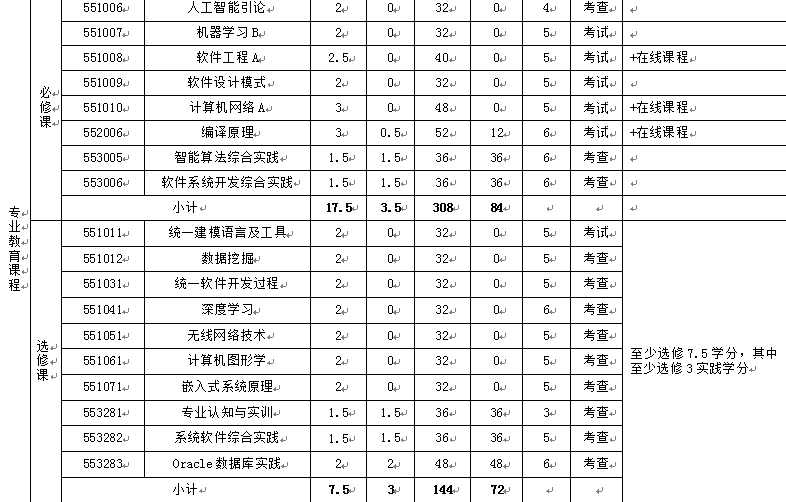 专业教育课程
必修课
551006 人工智能引论 2 0 32 0 4 考查
551007 机器学习B 2 0 32 0 5 考试
551008 软件工程A 2.5 0 40 0 5 考试 +在线课程
551009 软件设计模式 2 0 32 0 5 考试
551010 计算机网络A 3 0 48 0 5 考试 +在线课程
552006 编译原理 3 0.5 52 12 6 考试 +在线课程
553005 智能算法综合实践 1.5 1.5 36 36 6 考查
553006 软件系统开发综合实践 1.5 1.5 36 36 6 考查
小计 17.5 3.5 308 84
选修课
551011 统一建模语言及工具 2 0 32 0 5 考试
551012 数据挖掘 2 0 32 0 5 考查
551031 统一软件开发过程 2 0 32 0 5 考查
551041 深度学习 2 0 32 0 6 考查
551051 无线网络技术 2 0 32 0 5 考查
至少选修7.5学分，其中
至少选修3实践学分
551061 计算机图形学 2 0 32 0 5 考查
551071 嵌入式系统原理 2 0 32 0 5 考查
553281 专业认知与实训 1.5 1.5 36 36 3 考查
553282 系统软件综合实践 1.5 1.5 36 36 5 考查
553283 Oracle数据库实践 2 2 48 48 6 考查
小计 7.5 3 144 72